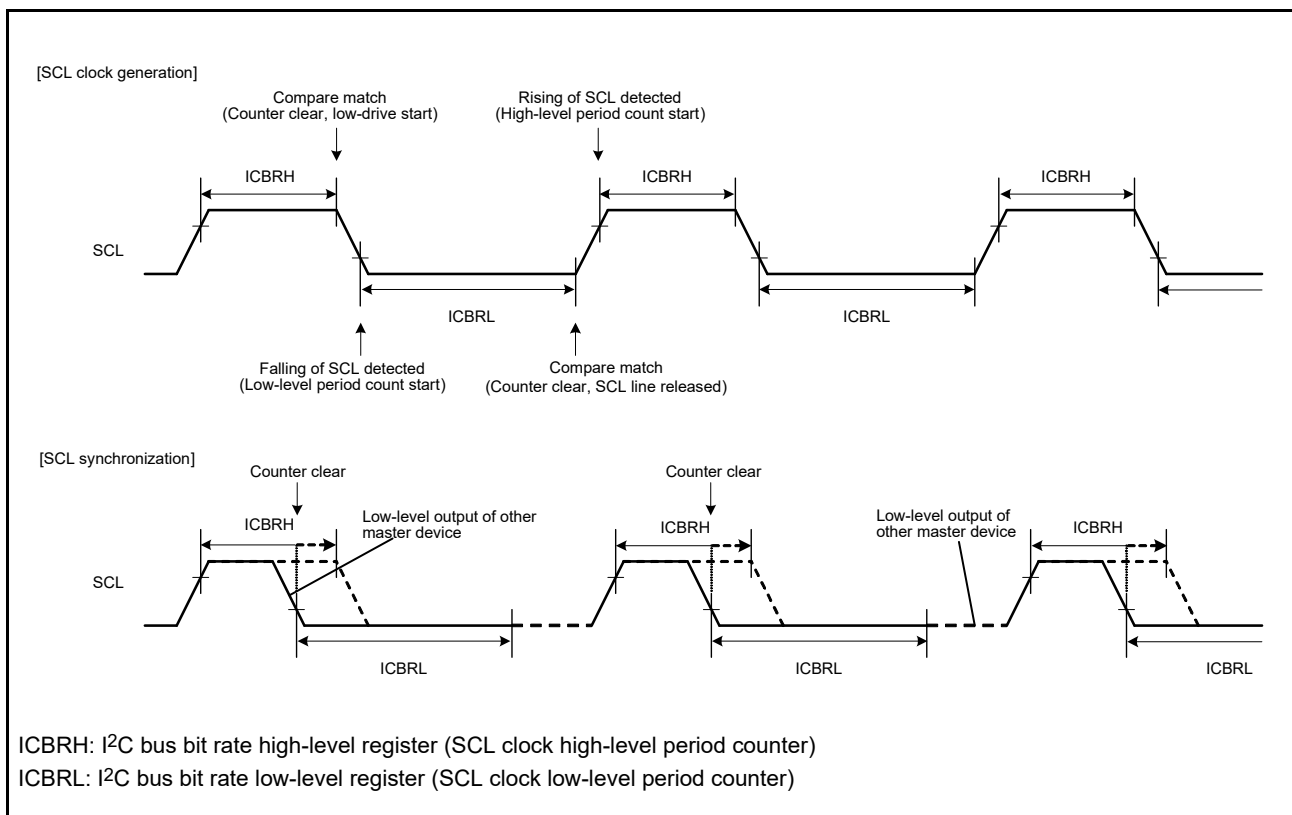 [SCL clock generation]
Compare match
(Counter clear, low-drive start)
Rising of SCL detected
(High-level period count start)
ICBRH
ICBRH
ICBRH
SCL
ICBRL
ICBRL
Falling of SCL detected
(Low-level period count start)
Compare match
(Counter clear, SCL line released)
[SCL synchronization]
Counter clear
Counter clear
ICBRH
Low-level output of other
master device
ICBRH
Low-level output of
other master device
ICBRH
SCL
ICBRL
ICBRL
ICBRL
ICBRH: I2C bus bit rate high-level register (SCL clock high-level period counter)
ICBRL: I2C bus bit rate low-level register (SCL clock low-level period counter)